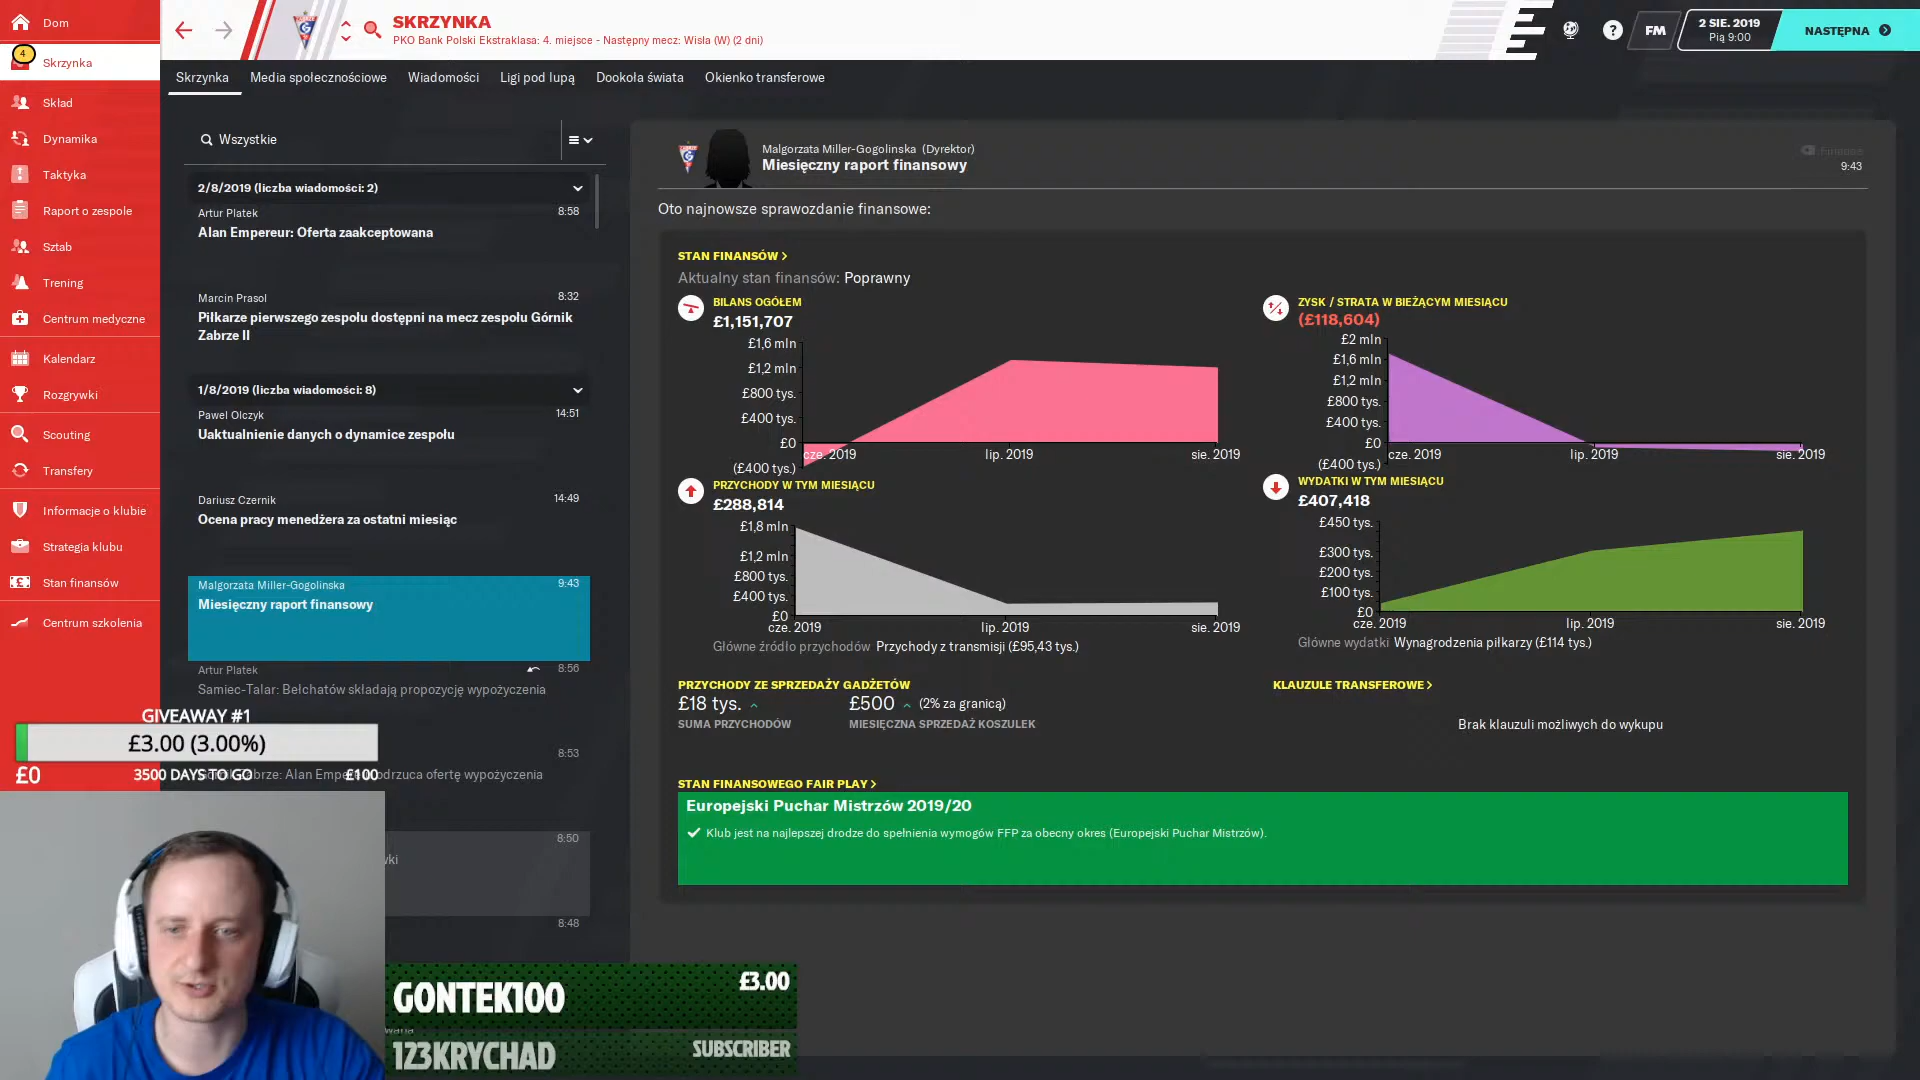 Dom
4
Skrzynka
Skład
Dynamika
Taktyka
Raport o zespole
Sztab
Trening
Centrum medyczne
Kalendarz
Rozgrywki
Scouting
Transfery
Informacje o klubie
Strategia klubu
Stan finansów
Centrum szkolenia
SKRZYNKA
PKO Bank Polski Ekstraklasa: 4. miejsce - Następny mecz: Wisła (W) (2 dni)
FM
2 SIE. 2019
Pią 9:00
NASTĘPNA
Skrzynka
Media społecznościowe
Wiadomości
Ligi pod lupą
Dookoła świata
Okienko transferowe
Wszystkie
2/8/2019 (liczba wiadomości: 2)
Artur Płatek
8:58
Alan Empereur: Oferta zaakceptowana
Marcin Prasoł
8:32
Piłkarze pierwszego zespołu dostępni na mecz zespołu Górnik
Zabrze II
1/8/2019 (liczba wiadomości: 8)
Paweł Olczyk
14:51
Uaktualnienie danych o dynamice zespołu
Dariusz Czernik
14:49
Ocena pracy menedżera za ostatni miesiąc
Małgorzata Miller-Gogolinska
9:43
Miesięczny raport finansowy
Artur Płatek
8:56
Samiec-Talar: Bełchatów składają propozycję wypożyczenia
8:53
odrzuca ofertę wypożyczenia
8:50
8:48
Małgorzata Miller-Gogolinska (Dyrektor)
Miesięczny raport finansowy
Finanse
9:43
Oto najnowsze sprawozdanie finansowe:
STAN FINANSÓW
Aktualny stan finansów: Poprawny
BILANS OGÓŁEM
£1,151,707
£1,6 mln
£1,2 mln
£800 tys.
£400 tys.
£0
(£400 tys.)
cze. 2019
lip. 2019
sie. 2019
ZYSK / STRATA W BIEŻĄCYM MIESIĄCU
(£118,604)
£2 mln
£1,6 mln
£1,2 mln
£800 tys.
£400 tys.
£0
(£400 tys.)
cze. 2019
lip. 2019
sie. 2019
PRZYCHODY W TYM MIESIĄCU
£288,814
£1,8 mln
£1,2 mln
£800 tys.
£400 tys.
£0
cze. 2019
lip. 2019
sie. 2019
Główne źródło przychodów Przychody z transmisji (£95,43 tys.)
WYDATKI W TYM MIESIĄCU
£407,418
£450 tys.
£300 tys.
£200 tys.
£100 tys.
£0
cze. 2019
lip. 2019
sie. 2019
Główne wydatki Wynagrodzenia piłkarzy (£114 tys.)
PRZYCHODY ZE SPRZEDAŻY GADŻETÓW
£18 tys.
SUMA PRZYCHODÓW
£500 (2% za granicą)
MIESIĘCZNA SPRZEDAŻ KOSZULEK
KLAUZULE TRANSFEROWE
Brak klauzuli możliwych do wykupu
STAN FINANSOWEGO FAIR PLAY
Europejski Puchar Mistrzów 2019/20
Klub jest na najlepszej drodze do spełnienia wymogów FFP za obecny okres (Europejski Puchar Mistrzów).
GIVEAWAY #1
£3.00 (3.00%)
£0
3500 DAYS TO GO
£100
GONTEK100
£3.00
123KRYCHAD
SUBSCRIBER